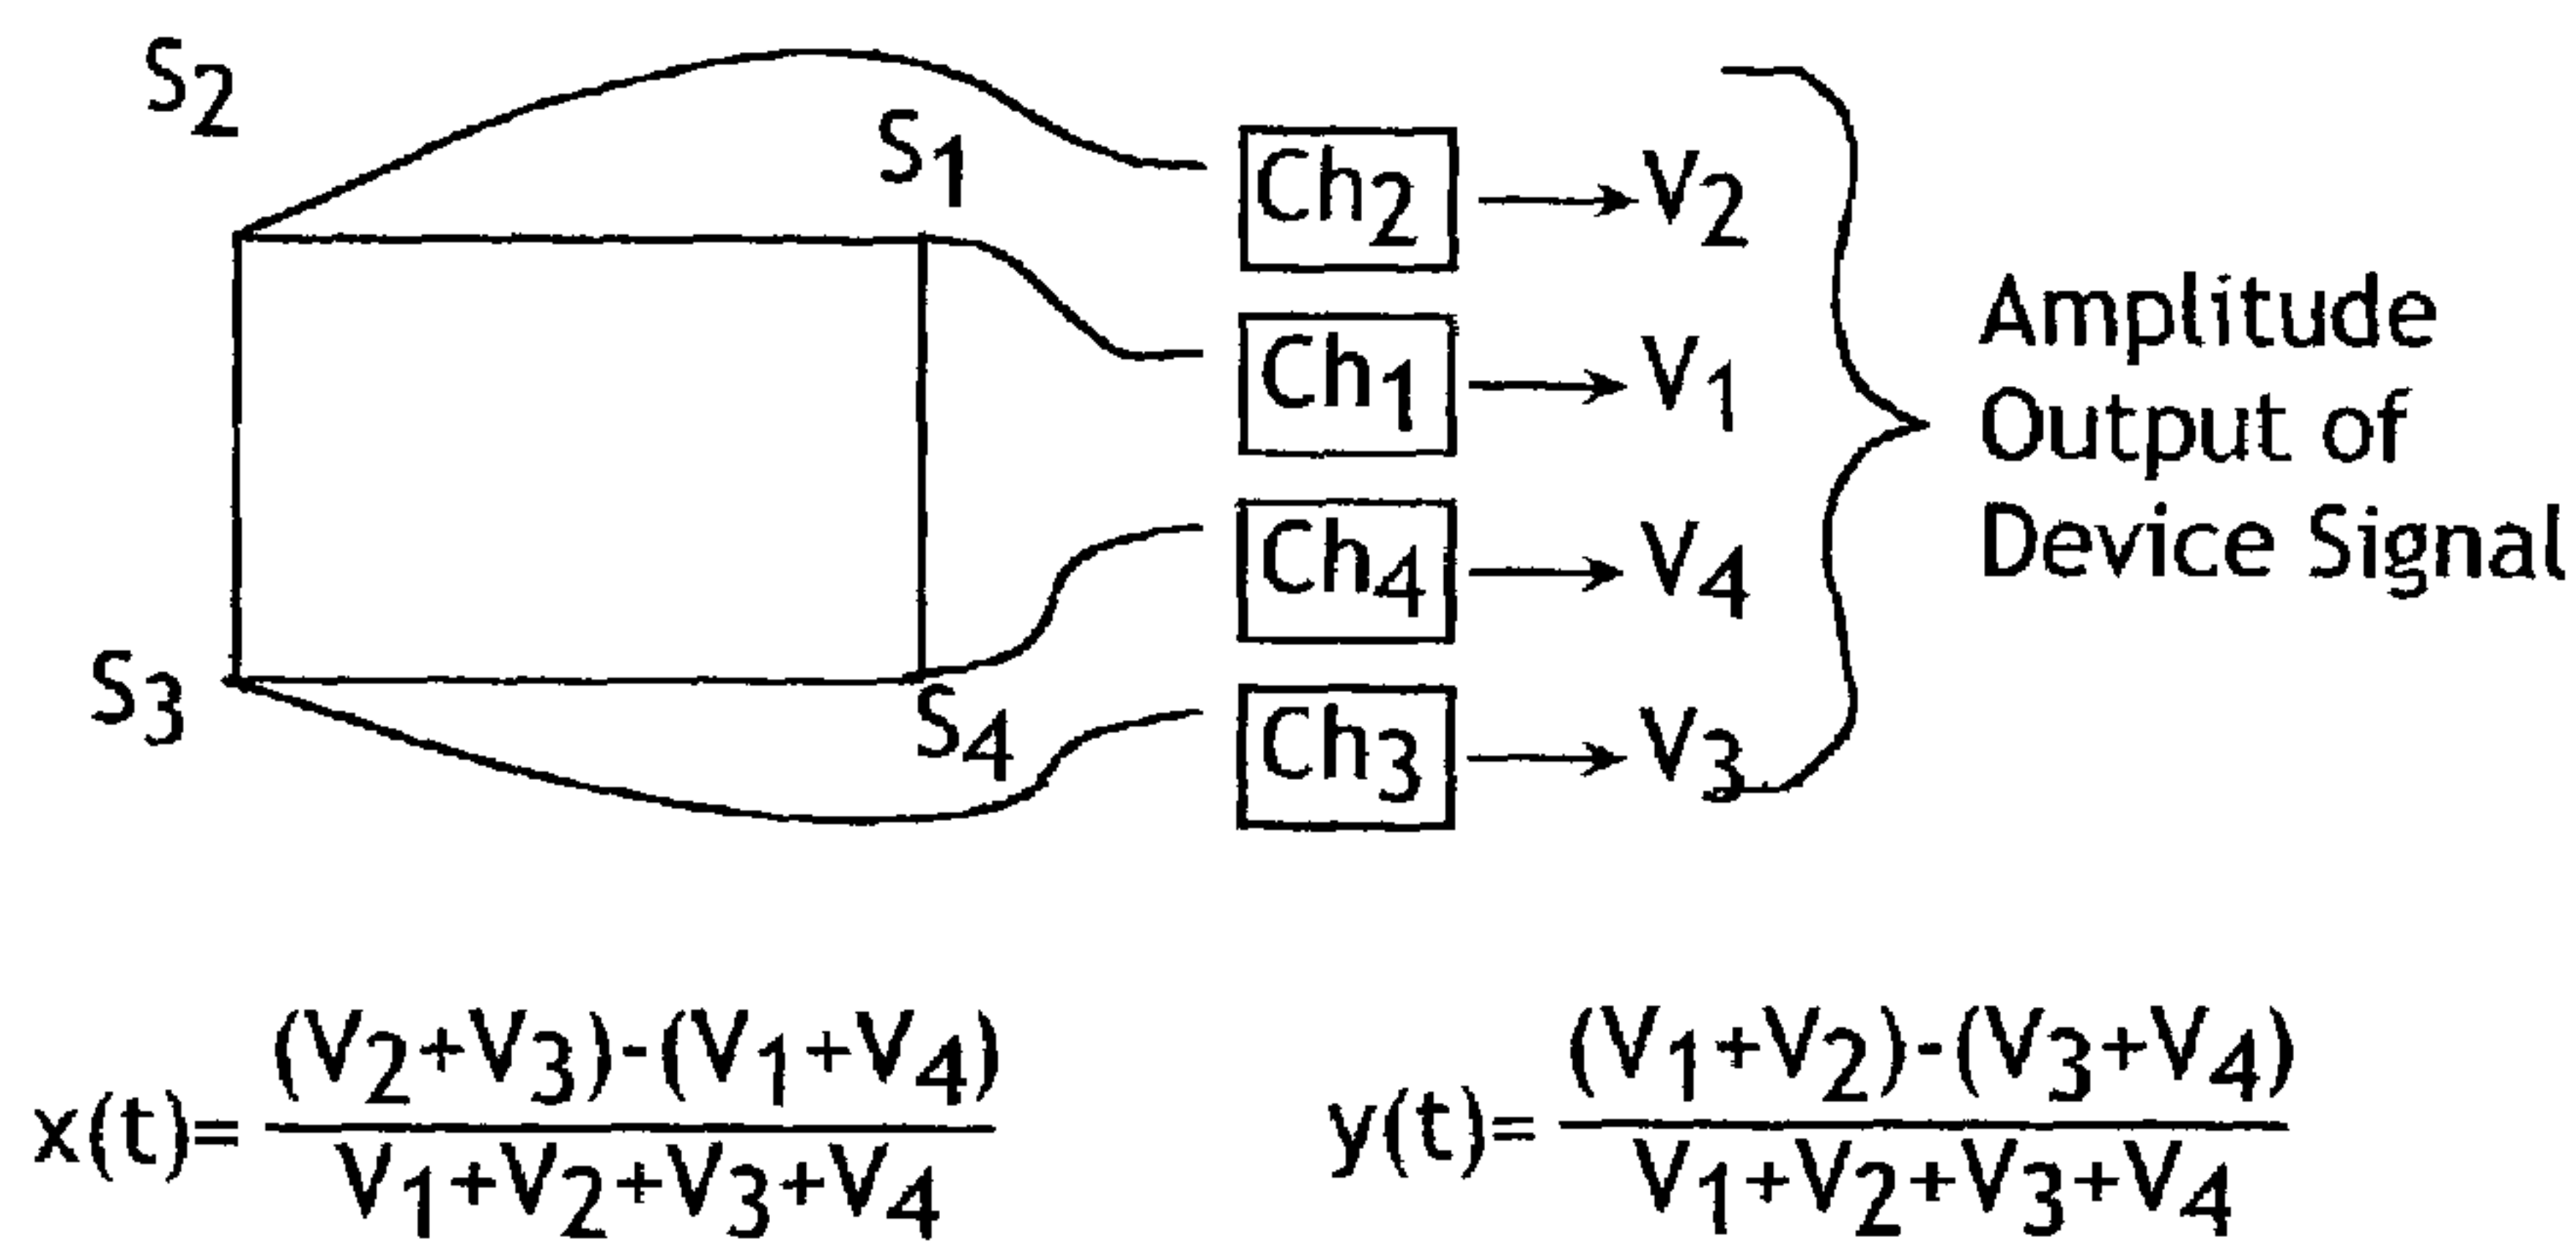 S2
S1
Ch2 → V2
Ch1 → V1
Amplitude
Output of
Device Signal
Ch4 → V4
S3
S4
Ch3 → V3
x(t)= (V2+V3)-(V1+V4)
V1+V2+V3+V4
y(t)= (V1+V2)-(V3+V4)
V1+V2+V3+V4